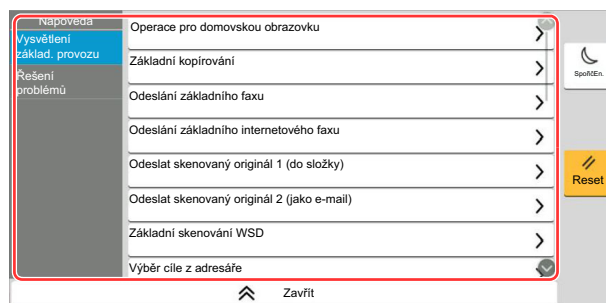 Nápověda
Vysvětlení
základ. provozu
Řešení
problémů
Operace pro domovskou obrazovku
Základní kopírování
Odeslání základního faxu
Odeslání základního internetového faxu
Odeslat skenovaný originál 1 (do složky)
Odeslat skenovaný originál 2 (jako e-mail)
Základní skenování WSD
Výběr cíle z adresáře
Zavřít
SpořičEn.
Reset